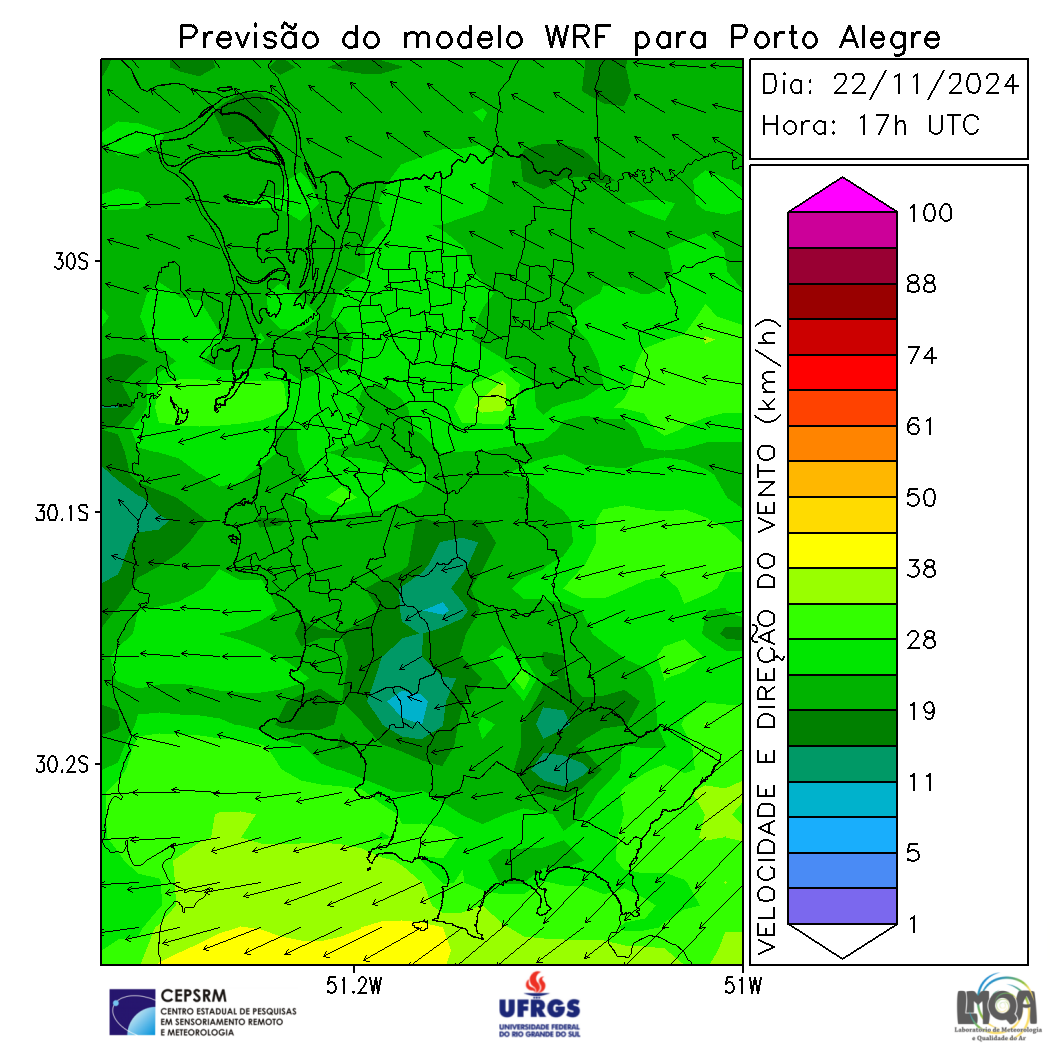 Previsão do modelo WRF para Porto Alegre
Dia: 22/11/2024
Hora: 17h UTC
30S
30.1S
30.2S
51.2W
51W
VELOCIDADE E DIREÇÃO DO VENTO (km/h)
100
88
74
61
50
38
28
19
11
5
1
CEPSRM
CENTRO ESTADUAL DE PESQUISAS
EM SENSORIAMENTO REMOTO
E METEOROLOGIA
UFRGS
UNIVERSIDADE FEDERAL
DO RIO GRANDE DO SUL
LMQA
Laboratório de Meteorologia
e Qualidade do Ar